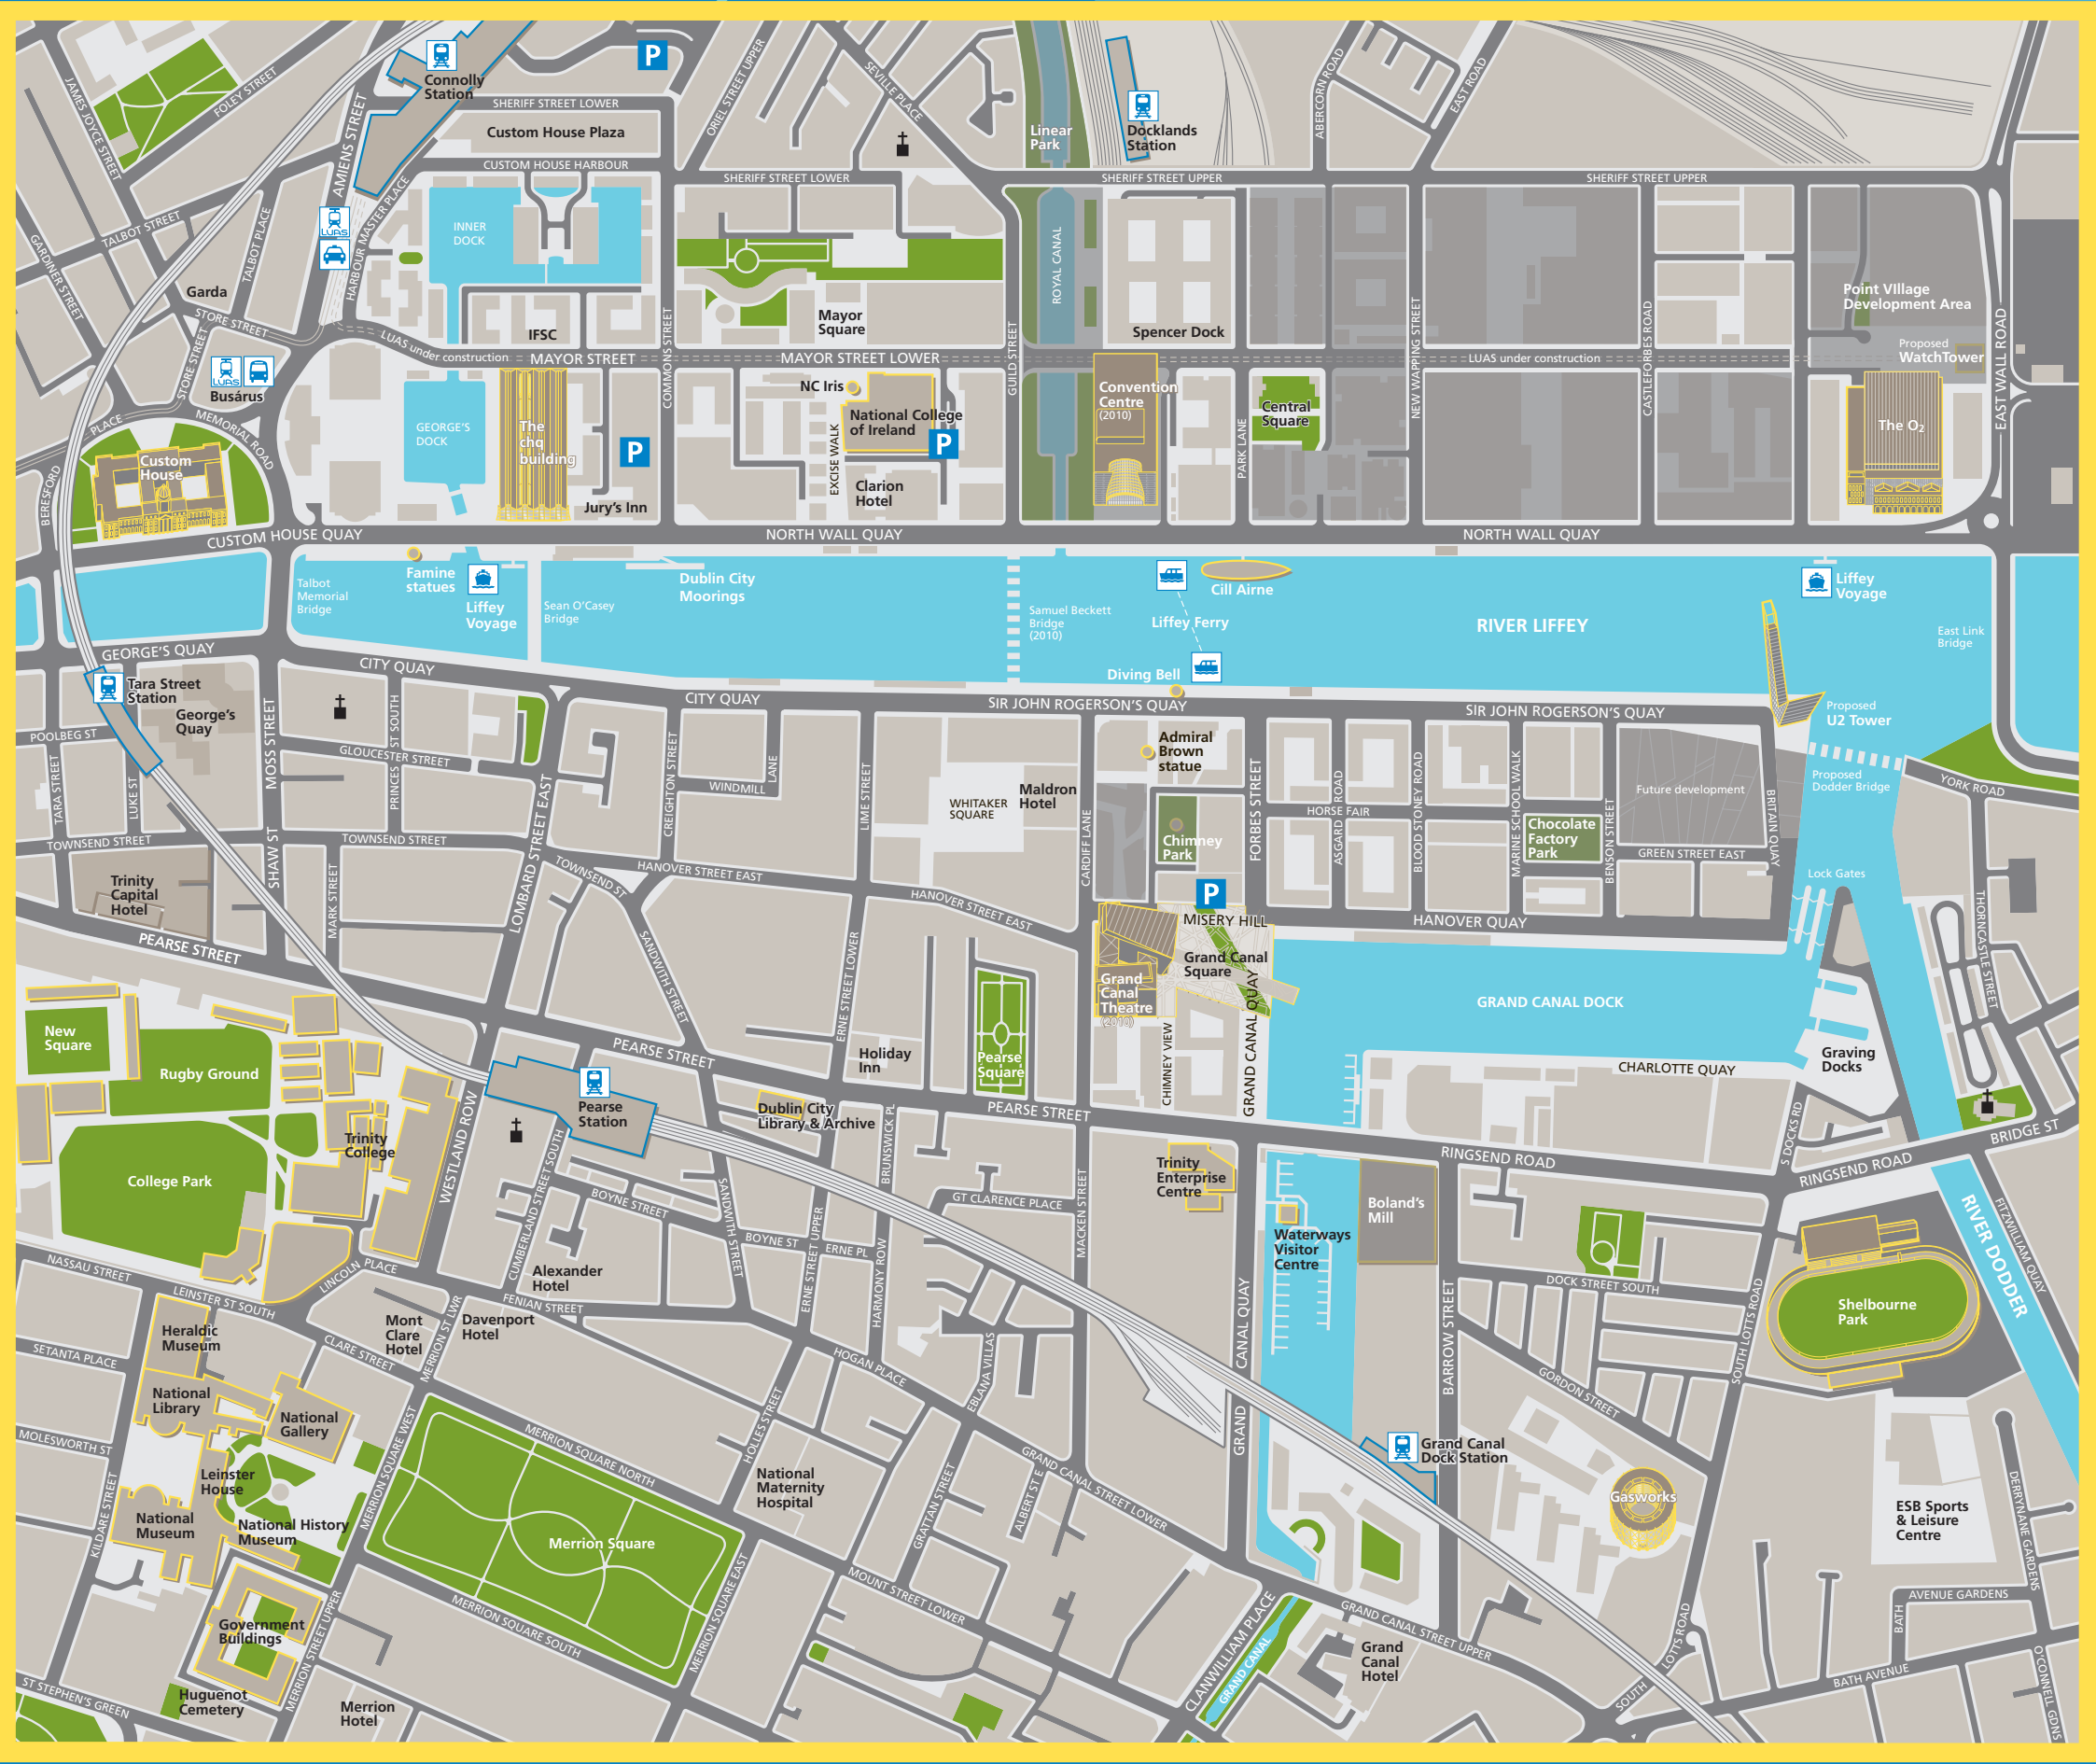 Connolly
Station
P
JAMES JOYCE STREET
FOLEY STREET
AMIENS STREET
SHERIFF STREET LOWER
Custom House Plaza
CUSTOM HOUSE HARBOUR
ORIEL STREET UPPER
SEVILLE PLACE
Linear
Park
Docklands
Station
ABERCORN ROAD
EAST ROAD
SHERIFF STREET LOWER
SHERIFF STREET UPPER
SHERIFF STREET UPPER
TALBOT STREET
TALBOT PLACE
GARDINER STREET
LUAS
HARBOUR MASTER PLACE
INNER
DOCK
ROYAL CANAL
Garda
STORE STREET
STORE STREET
LUAS
Busárus
LUAS under construction
IFSC
MAYOR STREET
COMMONS STREET
Mayor
Square
MAYOR STREET LOWER
GUILD STREET
Spencer Dock
NEW WAPPING STREET
LUAS under construction
CASTLEFORBES ROAD
Point VIllage
Development Area
Proposed
WatchTower
EAST WALL ROAD
PLACE
BERESFORD
MEMORIAL ROAD
Custom
House
GEORGE'S
DOCK
The
chq
building
P
Jury's Inn
NC Iris
National College
of Ireland
P
EXCISE WALK
Clarion
Hotel
Convention
Centre
(2010)
PARK LANE
Central
Square
The O2
CUSTOM HOUSE QUAY
NORTH WALL QUAY
NORTH WALL QUAY
Talbot
Memorial
Bridge
Famine
statues
Liffey
Voyage
Sean O'Casey
Bridge
Dublin City
Moorings
Samuel Beckett
Bridge
(2010)
Liffey Ferry
Cill Airne
Diving Bell
RIVER LIFFEY
Liffey
Voyage
East Link
Bridge
GEORGE'S QUAY
CITY QUAY
CITY QUAY
SIR JOHN ROGERSON'S QUAY
SIR JOHN ROGERSON'S QUAY
Proposed
U2 Tower
Proposed
Dodder Bridge
YORK ROAD
Tara Street
Station
George's
Quay
POOLBEG ST
TARA STREET
LUKE ST
MOSS STREET
PRINCES ST SOUTH
GLOUCESTER STREET
LOMBARD STREET EAST
CREIGHTON STREET
WINDMILL
LANE
LIME STREET
WHITAKER
SQUARE
Maldron
Hotel
CARDIFF LANE
Admiral
Brown
statue
Chimney
Park
FORBES STREET
HORSE FAIR
ASGARD ROAD
BLOOD STONEY ROAD
MARINE SCHOOL WALK
Chocolate
Factory
Park
BENSON STREET
Future development
GREEN STREET EAST
BRITAIN QUAY
Lock Gates
THORNCASTLE STREET
TOWNSEND STREET
TOWNSEND STREET
TOWNSEND ST
HANOVER STREET EAST
HANOVER STREET EAST
Trinity
Capital
Hotel
SHAW ST
MARK STREET
PEARSE STREET
SANDWITH STREET
ERNE STREET LOWER
P
MISERY HILL
Grand Canal
Square
Grand
Canal
Theatre
(2010)
HANOVER QUAY
GRAND CANAL DOCK
GRAND CANAL QUAY
CHIMNEY VIEW
CHARLOTTE QUAY
Graving
Docks
New
Square
Rugby Ground
Trinity
College
College Park
Pearse
Station
PEARSE STREET
Holiday
Inn
Pearse
Square
Dublin City
Library & Archive
PEARSE STREET
WESTLAND ROW
CUMBERLAND STREET SOUTH
BOYNE STREET
SANDWITH STREET
BOYNE ST
ERNE PL
ERNE STREET UPPER
BRUNSWICK PL
HARMONY ROW
GT CLARENCE PLACE
MACKEN STREET
Trinity
Enterprise
Centre
Waterways
Visitor
Centre
Boland's
Mill
RINGSEND ROAD
S DOCKS RD
RINGSEND ROAD
BRIDGE ST
RIVER DODDER
FITZWILLIAM QUAY
Shelbourne
Park
DOCK STREET SOUTH
SOUTH LOTTS ROAD
GORDON STREET
BARROW STREET
GRAND CANAL QUAY
NASSAU STREET
LEINSTER ST SOUTH
LINCOLN PLACE
Alexander
Hotel
FENIAN STREET
Davenport
Hotel
Mont
Clare
Hotel
MERRION ST LWR
CLARE STREET
SETANTA PLACE
Heraldic
Museum
National
Library
National
Gallery
MOLESWORTH ST
KILDARE STREET
Leinster
House
National
Museum
National History
Museum
MERRION SQUARE WEST
MERRION SQUARE NORTH
Merrion Square
MERRION SQUARE SOUTH
MERRION SQUARE EAST
HOLLES STREET
HOGAN PLACE
EBLANA VILLAS
National
Maternity
Hospital
GRATTAN STREET
ALBERT ST E
GRAND CANAL STREET LOWER
MOUNT STREET LOWER
Grand Canal
Dock Station
Gasworks
ESB Sports
& Leisure
Centre
DERRYNANE GARDENS
AVENUE GARDENS
BATH
BATH AVENUE
O'CONNELL GDNS
SOUTH
LOTTS ROAD
GRAND CANAL STREET UPPER
Grand
Canal
Hotel
CLANWILLIAM PLACE
GRAND CANAL
Government
Buildings
MERRION STREET UPPER
Huguenot
Cemetery
Merrion
Hotel
ST STEPHEN'S GREEN